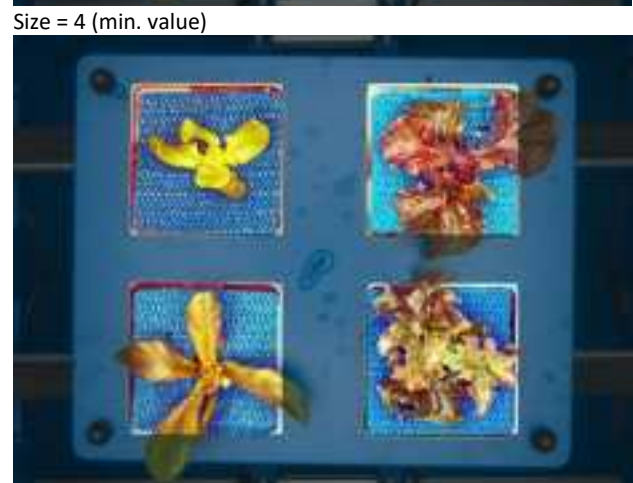 Size = 4 (min. value)